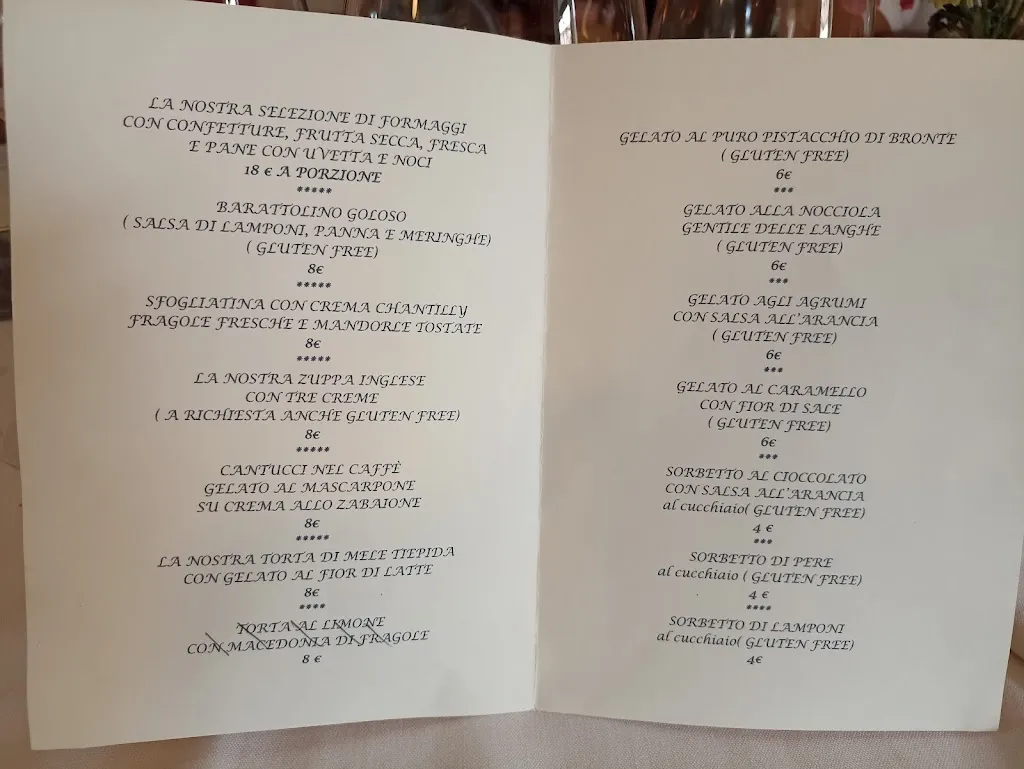 LA NOSTRA SELEZIONE DI FORMAGGI
CON CONFETTURE, FRUTTA SECCA, FRESCA
E PANE CON UVETTA E NOCI
18 € A PORZIONE
*****
BARATTOLINO GOLOSO
( SALSA DI LAMPONI, PANNA E MERINGHE)
( GLUTEN FREE)
8€
*****
SFOGLIATINA CON CREMA CHANTILLY
FRAGOLE FRESCHE E MANDORLE TOSTATE
8€
*****
LA NOSTRA ZUPPA INGLESE
CON TRE CREME
( A RICHIESTA ANCHE GLUTEN FREE)
8€
*****
CANTUCCI NEL CAFFÈ
GELATO AL MASCARPONE
SU CREMA ALLO ZABAIONE
8€
*****
LA NOSTRA TORTA DI MELE TIEPIDA
CON GELATO AL FIOR DI LATTE
8€
****
TORTA AL LIMONE
CON MACEDONIA DI FRAGOLE
8 €
GELATO AL PURO PISTACCHIO DI BRONTE
( GLUTEN FREE)
6€
***
GELATO ALLA NOCCIOLA
GENTILE DELLE LANGHE
( GLUTEN FREE)
6€
***
GELATO AGLI AGRUMI
CON SALSA ALL'ARANCIA
( GLUTEN FREE)
6€
***
GELATO AL CARAMELLO
CON FIOR DI SALE
( GLUTEN FREE)
6€
***
SORBETTO AL CIOCCOLATO
CON SALSA ALL'ARANCIA
al cucchiaio( GLUTEN FREE)
4 €
***
SORBETTO DI PERE
al cucchiaio ( GLUTEN FREE)
4 €
****
SORBETTO DI LAMPONI
al cucchiaio( GLUTEN FREE)
4€